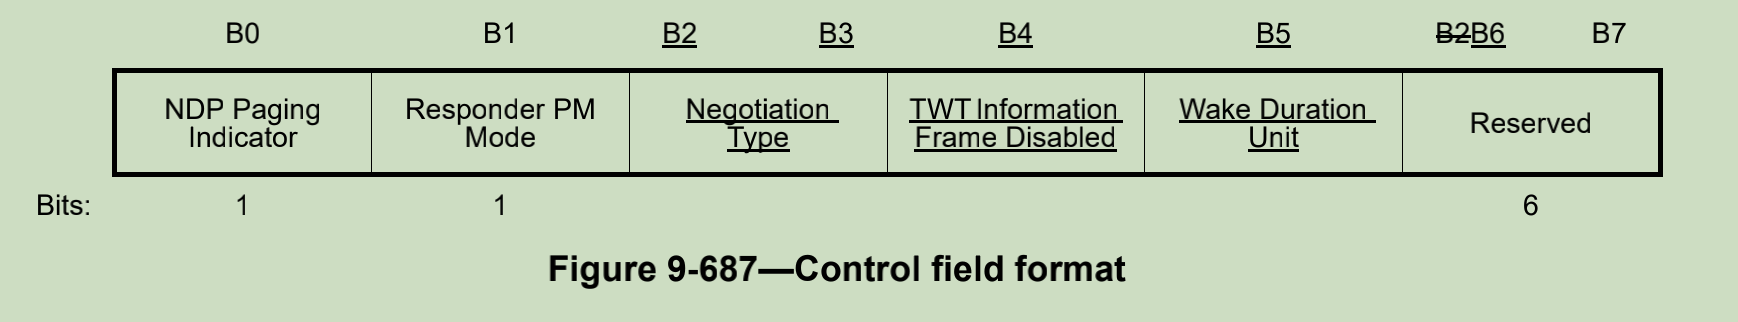 B0 B1 B2 B3 B4 B5 B2B6 B7
NDP Paging Responder PM Negotiation TWT Information Wake Duration Reserved
Indicator Mode Type Frame Disabled Unit
Bits: 1 1 6
Figure 9-687—Control field format